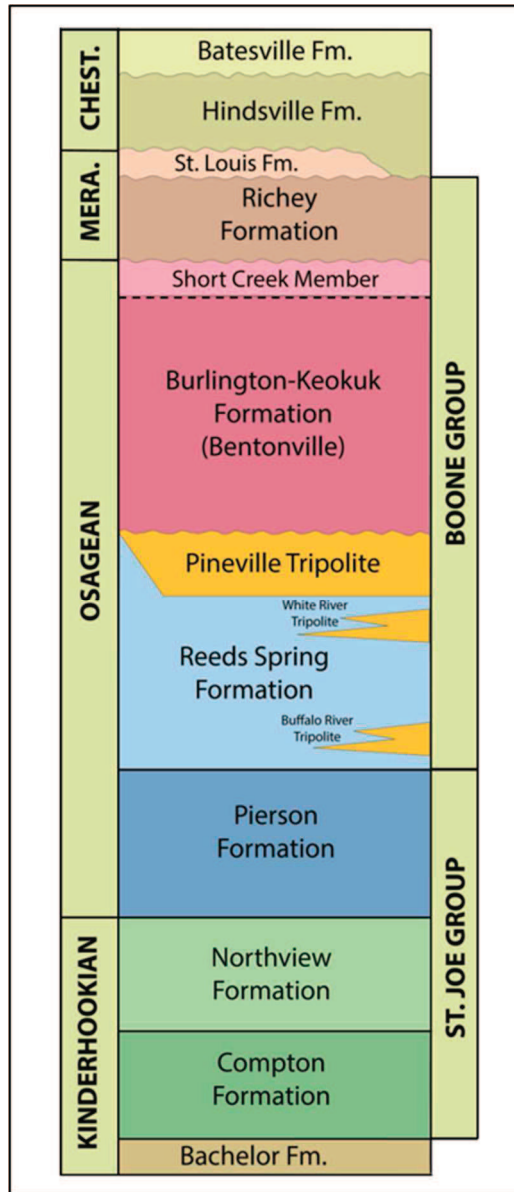 CHEST.
MERA.
OSAGEAN
KINDERHOOKIAN
Batesville Fm.
Hindsville Fm.
St. Louis Fm.
Richey
Formation
Short Creek Member
Burlington-Keokuk
Formation
(Bentonville)
Pineville Tripolite
White River
Tripolite
Reeds Spring
Formation
Buffalo River
Tripolite
Pierson
Formation
Northview
Formation
Compton
Formation
Bachelor Fm.
BOONE GROUP
ST. JOE GROUP